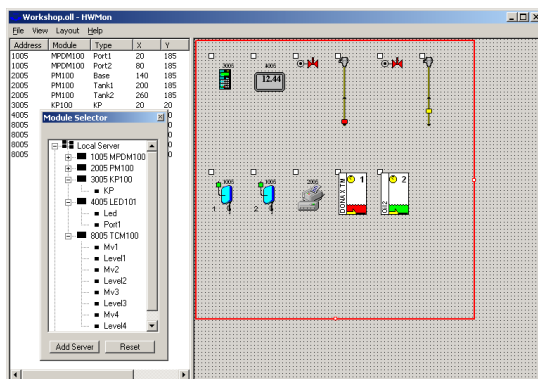 Workshop.oll - HWMon
File View Layout Help
Address Module Type X Y
1005 MPDM100 Port1 20 185
1005 MPDM100 Port2 80 185
2005 PM100 Base 140 185
2005 PM100 Tank1 200 185
2005 PM100 Tank2 260 185
3005 KP100 KP 20 20
4005
8005
8005
8005
8005
Module Selector
Local Server
1005 MPDM100
2005 PM100
3005 KP100
KP
4005 LED101
Led
Port1
8005 TCM100
Mv1
Level1
Mv2
Level2
Mv3
Level3
Mv4
Level4
Add Server Reset
3005
4005
12.44
1005
1
1005
2
2005
DONAXTM
1
2